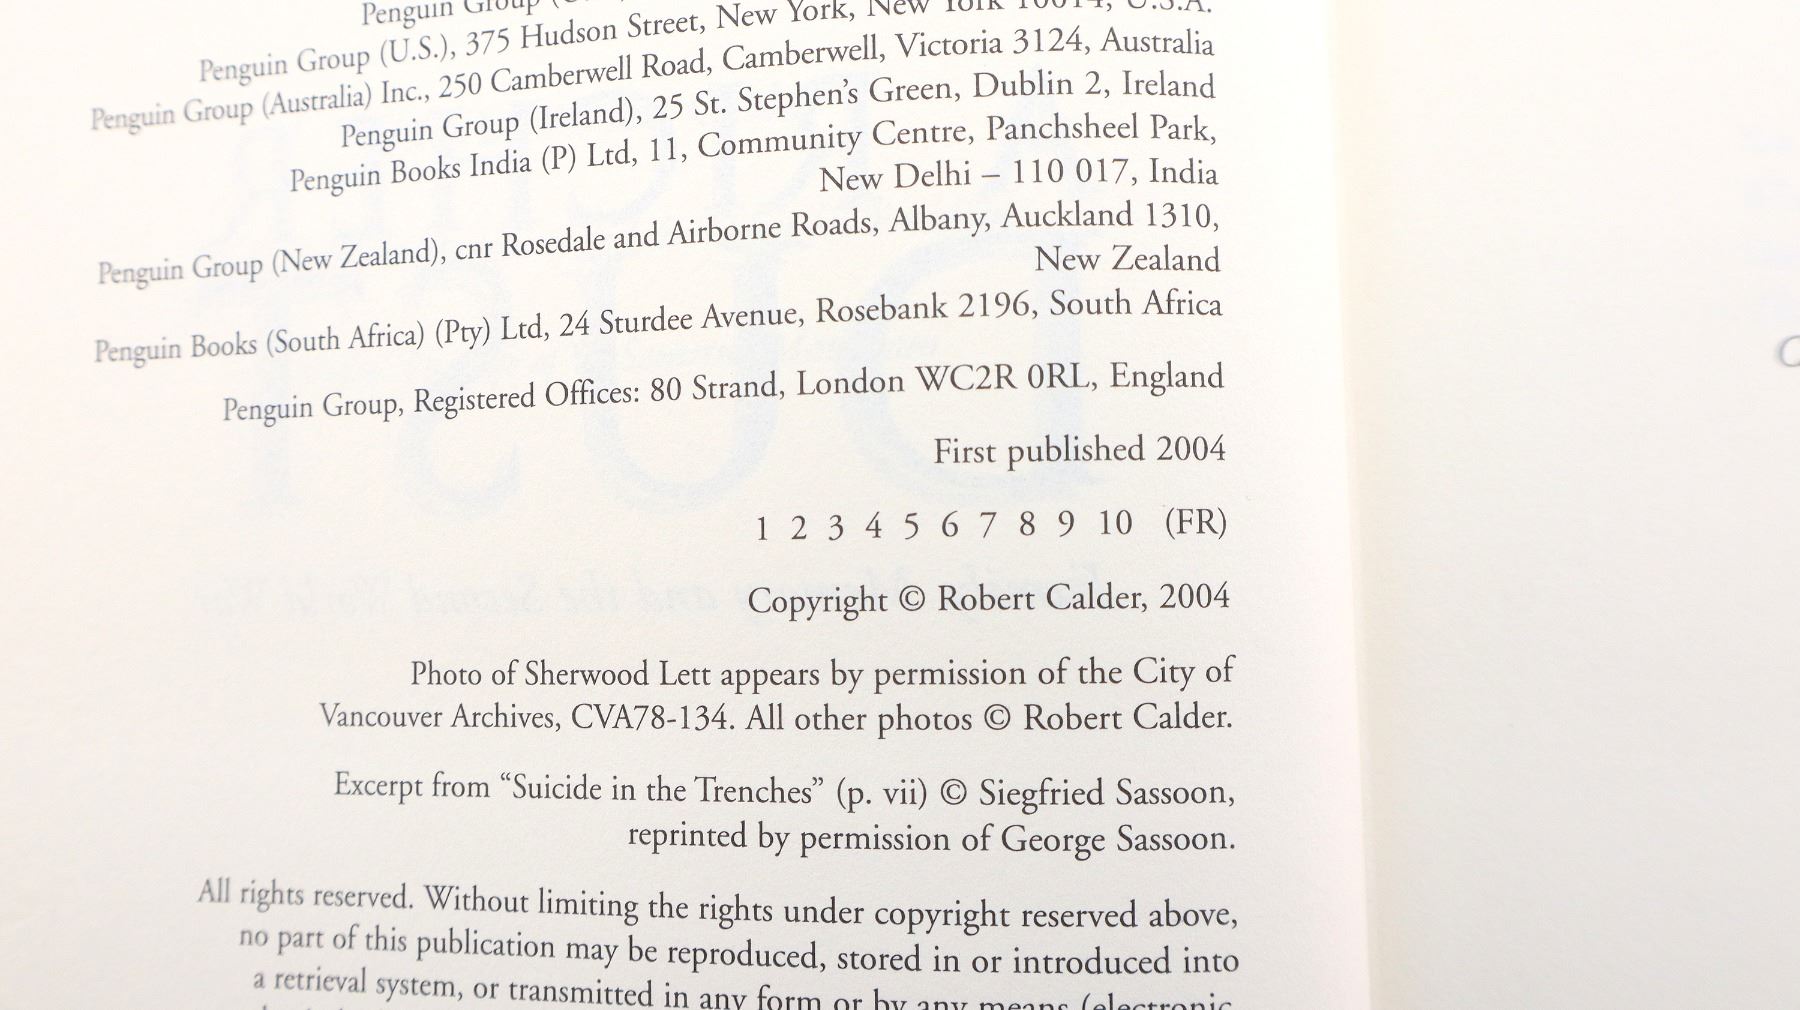 Penguin Group
Penguin Group (U.S.), 375 Hudson Street, New York, New York 10014, U.S.A.
Penguin Group (Australia) Inc., 250 Camberwell Road, Camberwell, Victoria 3124, Australia
Penguin Group (Ireland), 25 St. Stephen’s Green, Dublin 2, Ireland
Penguin Books India (P) Ltd, 11, Community Centre, Panchsheel Park,
New Delhi – 110 017, India
Penguin Group (New Zealand), cnr Rosedale and Airborne Roads, Albany, Auckland 1310,
New Zealand
Penguin Books (South Africa) (Pty) Ltd, 24 Sturdee Avenue, Rosebank 2196, South Africa
Penguin Group, Registered Offices: 80 Strand, London WC2R 0RL, England
First published 2004
1 2 3 4 5 6 7 8 9 10 (FR)
Copyright © Robert Calder, 2004
Photo of Sherwood Lett appears by permission of the City of
Vancouver Archives, CVA78-134. All other photos © Robert Calder.
Excerpt from “Suicide in the Trenches” (p. vii) © Siegfried Sassoon,
reprinted by permission of George Sassoon.
All rights reserved. Without limiting the rights under copyright reserved above,
no part of this publication may be reproduced, stored in or introduced into
a retrieval system, or transmitted in any form or by any means (electronic,